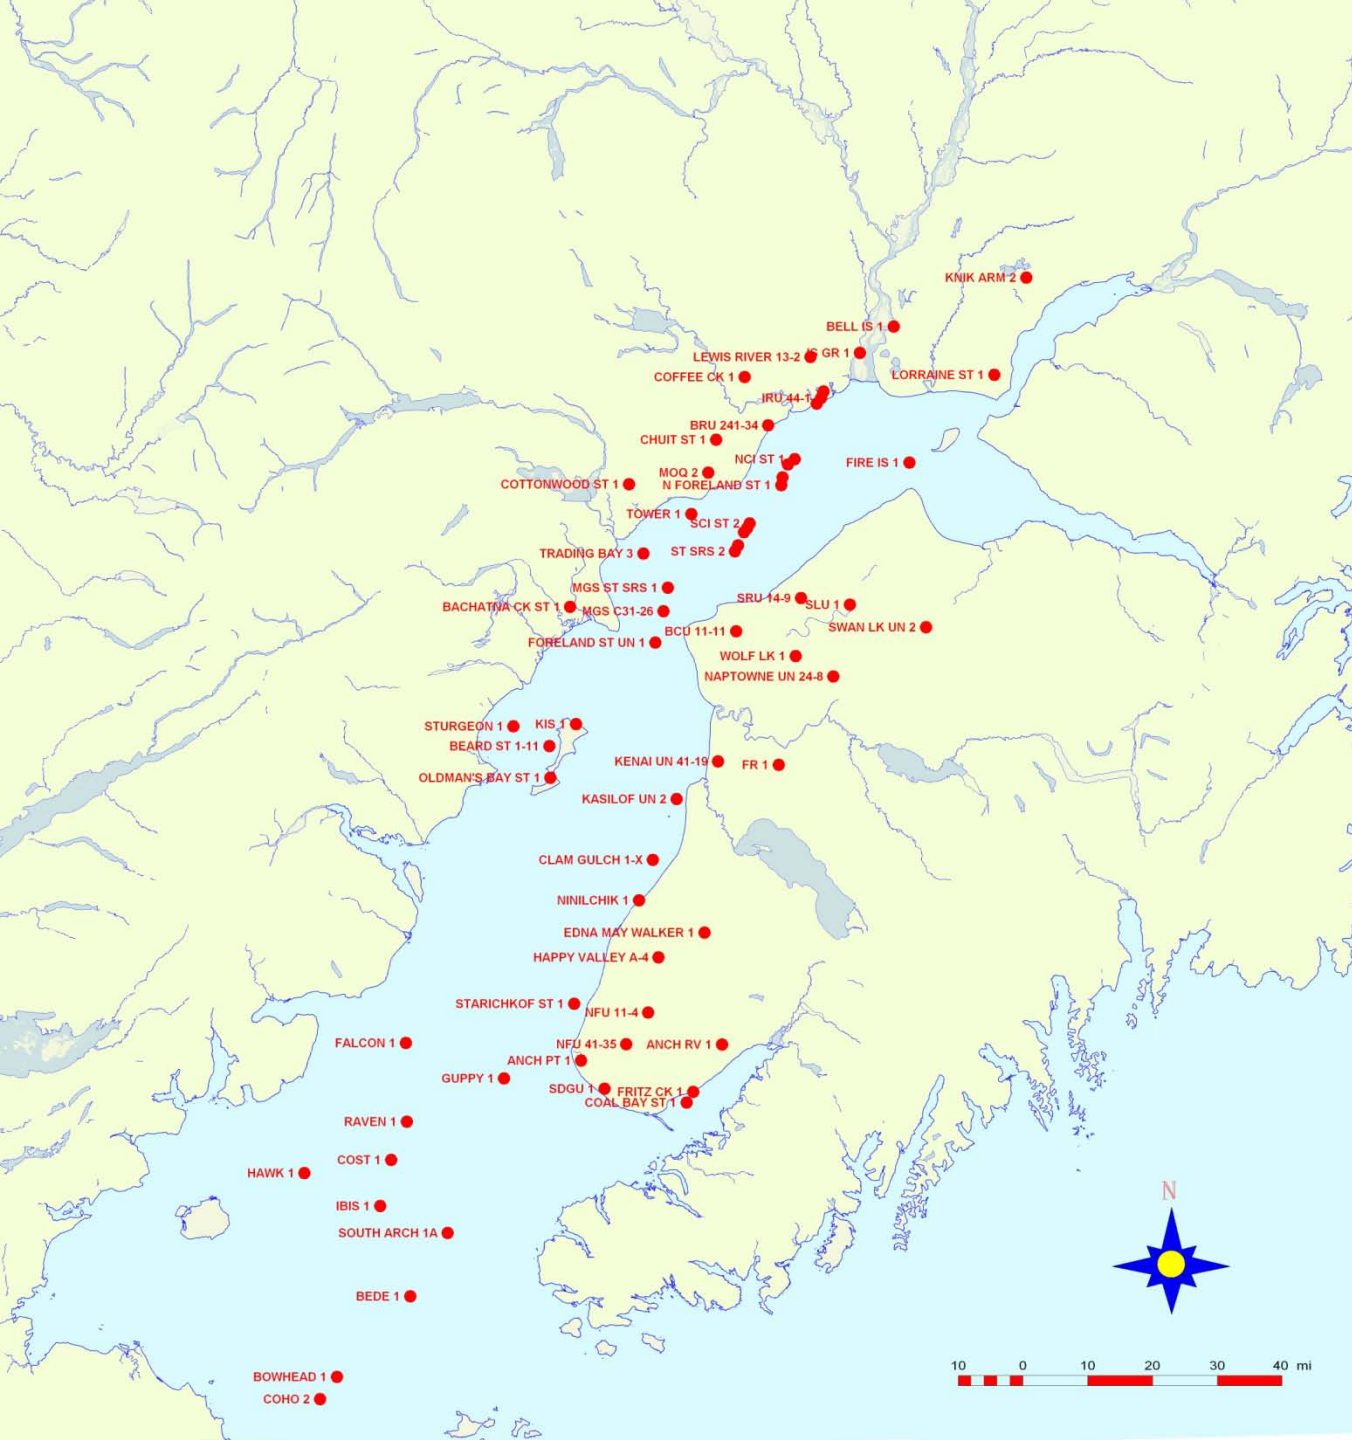 KNIK ARM 2
BELL IS 1
IS GR 1
LEWIS RIVER 13-2
COFFEE CK 1
LORRAINE ST 1
IRU 44-1
BRU 241-34
CHUIT ST 1
NCI ST 1
FIRE IS 1
MOQ 2
COTTONWOOD ST 1
N FORELAND ST 1
TOWER 1
SCI ST 2
TRADING BAY 3
ST SRS 2
MGS ST SRS 1
SRU 14-9
SLU 1
BACHATNA CK ST 1
MGS C31-26
SWAN LK UN 2
BCU 11-11
FORELAND ST UN 1
WOLF LK 1
NAPTOWNE UN 24-8
STURGEON 1
KIS 1
BEARD ST 1-11
KENAI UN 41-19
FR 1
OLDMAN'S BAY ST 1
KASILOF UN 2
CLAM GULCH 1-X
NINILCHIK 1
EDNA MAY WALKER 1
HAPPY VALLEY A-4
STARICHKOF ST 1
NFU 11-4
FALCON 1
NFU 41-35
ANCH RV 1
ANCH PT 1
GUPPY 1
SDGU 1
FRITZ CK 1
COAL BAY ST 1
RAVEN 1
COST 1
HAWK 1
IBIS 1
SOUTH ARCH 1A
BEDE 1
BOWHEAD 1
COHO 2
N
10 0 10 20 30 40 mi